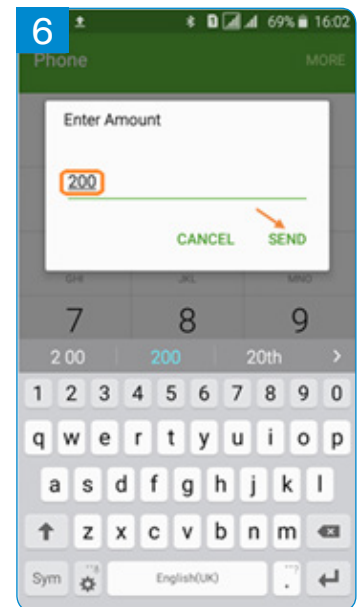 6
69% 16:02
Phone MORE
Enter Amount
200
CANCEL SEND
GHI JKL MNO
7 8 9
2 00 200 20th >
1 2 3 4 5 6 7 8 9 0
q w e r t y u i o p
a s d f g h j k l
z x c v b n m
Sym English(UK) .